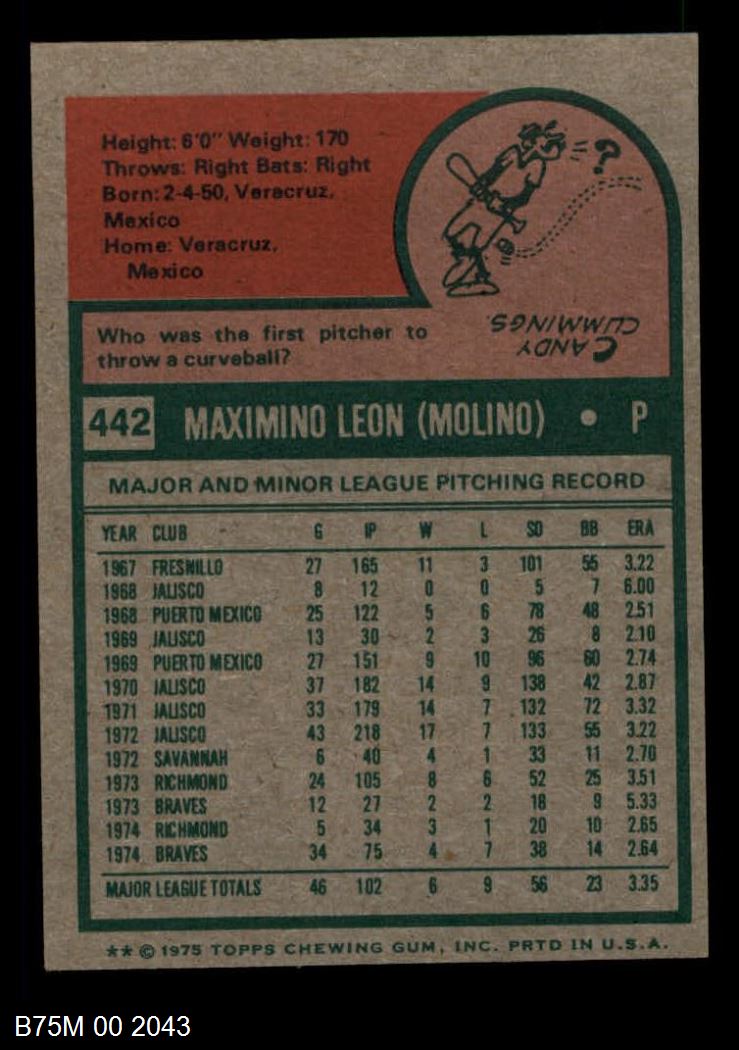 Height: 6'0" Weight: 170
Throws: Right Bats: Right
Born: 2-4-50, Veracruz,
Mexico
Home: Veracruz,
Mexico
?
Who was the first pitcher to
throw a curveball?
CANDY
CUMMINGS.
442 MAXIMINO LEON (MOLINO) • P
MAJOR AND MINOR LEAGUE PITCHING RECORD
YEAR CLUB G IP W L SO BB ERA
1967 FRESNILLO 27 165 11 3 101 55 3.22
1968 JALISCO 8 12 0 0 5 7 6.00
1968 PUERTO MEXICO 25 122 5 6 78 48 2.51
1969 JALISCO 13 30 2 3 26 8 2.10
1969 PUERTO MEXICO 27 151 9 10 96 60 2.74
1970 JALISCO 37 182 14 9 138 42 2.87
1971 JALISCO 33 179 14 7 132 72 3.32
1972 JALISCO 43 218 17 7 133 55 3.22
1972 SAVANNAH 6 40 4 1 33 11 2.70
1973 RICHMOND 24 105 8 6 52 25 3.51
1973 BRAVES 12 27 2 2 18 9 5.33
1974 RICHMOND 5 34 3 1 20 10 2.65
1974 BRAVES 34 75 4 7 38 14 2.64
MAJOR LEAGUE TOTALS 46 102 6 9 56 23 3.35
** © 1975 TOPPS CHEWING GUM, INC. PRTD IN U.S.A.
B75M 00 2043